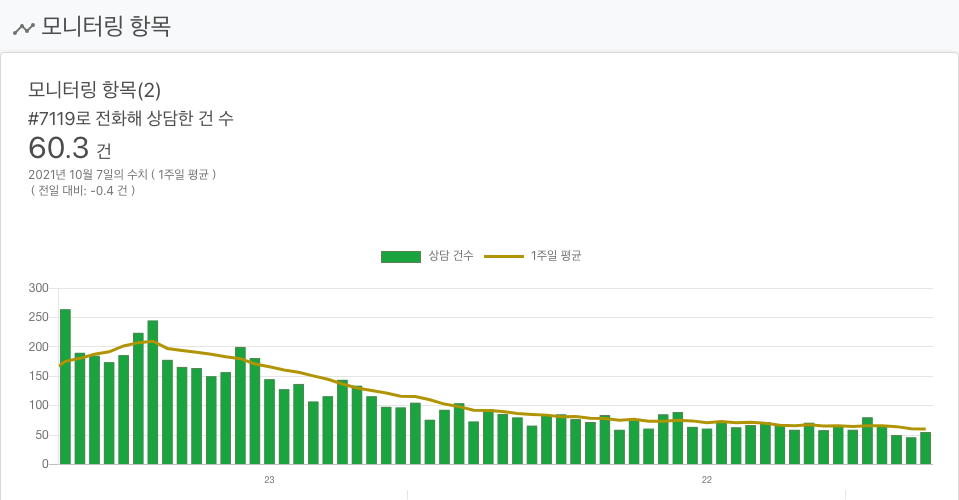 모니터링 항목
모니터링 항목(2)
#7119로 전화해 상담한 건 수
60.3 건
2021년 10월 7일의 수치 ( 1주일 평균 )
( 전일 대비: -0.4 건 )
상담 건수 1주일 평균
300
250
200
150
100
50
0
23 22